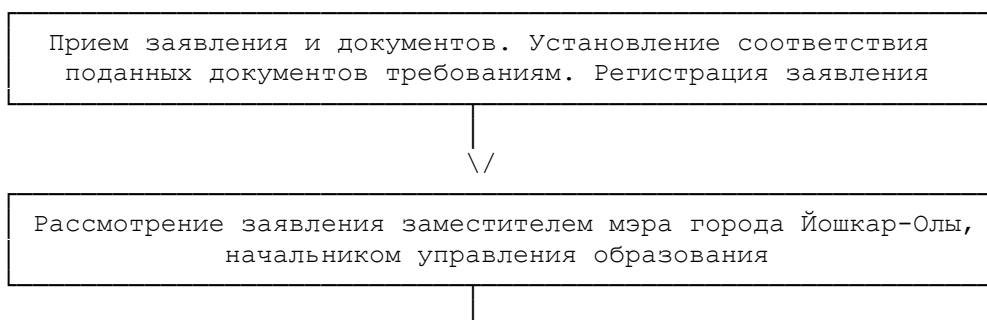 Прием заявления и документов. Установление соответствия
поданных документов требованиям. Регистрация заявления
\/
Рассмотрение заявления заместителем мэра города Йошкар-Олы,
начальником управления образования